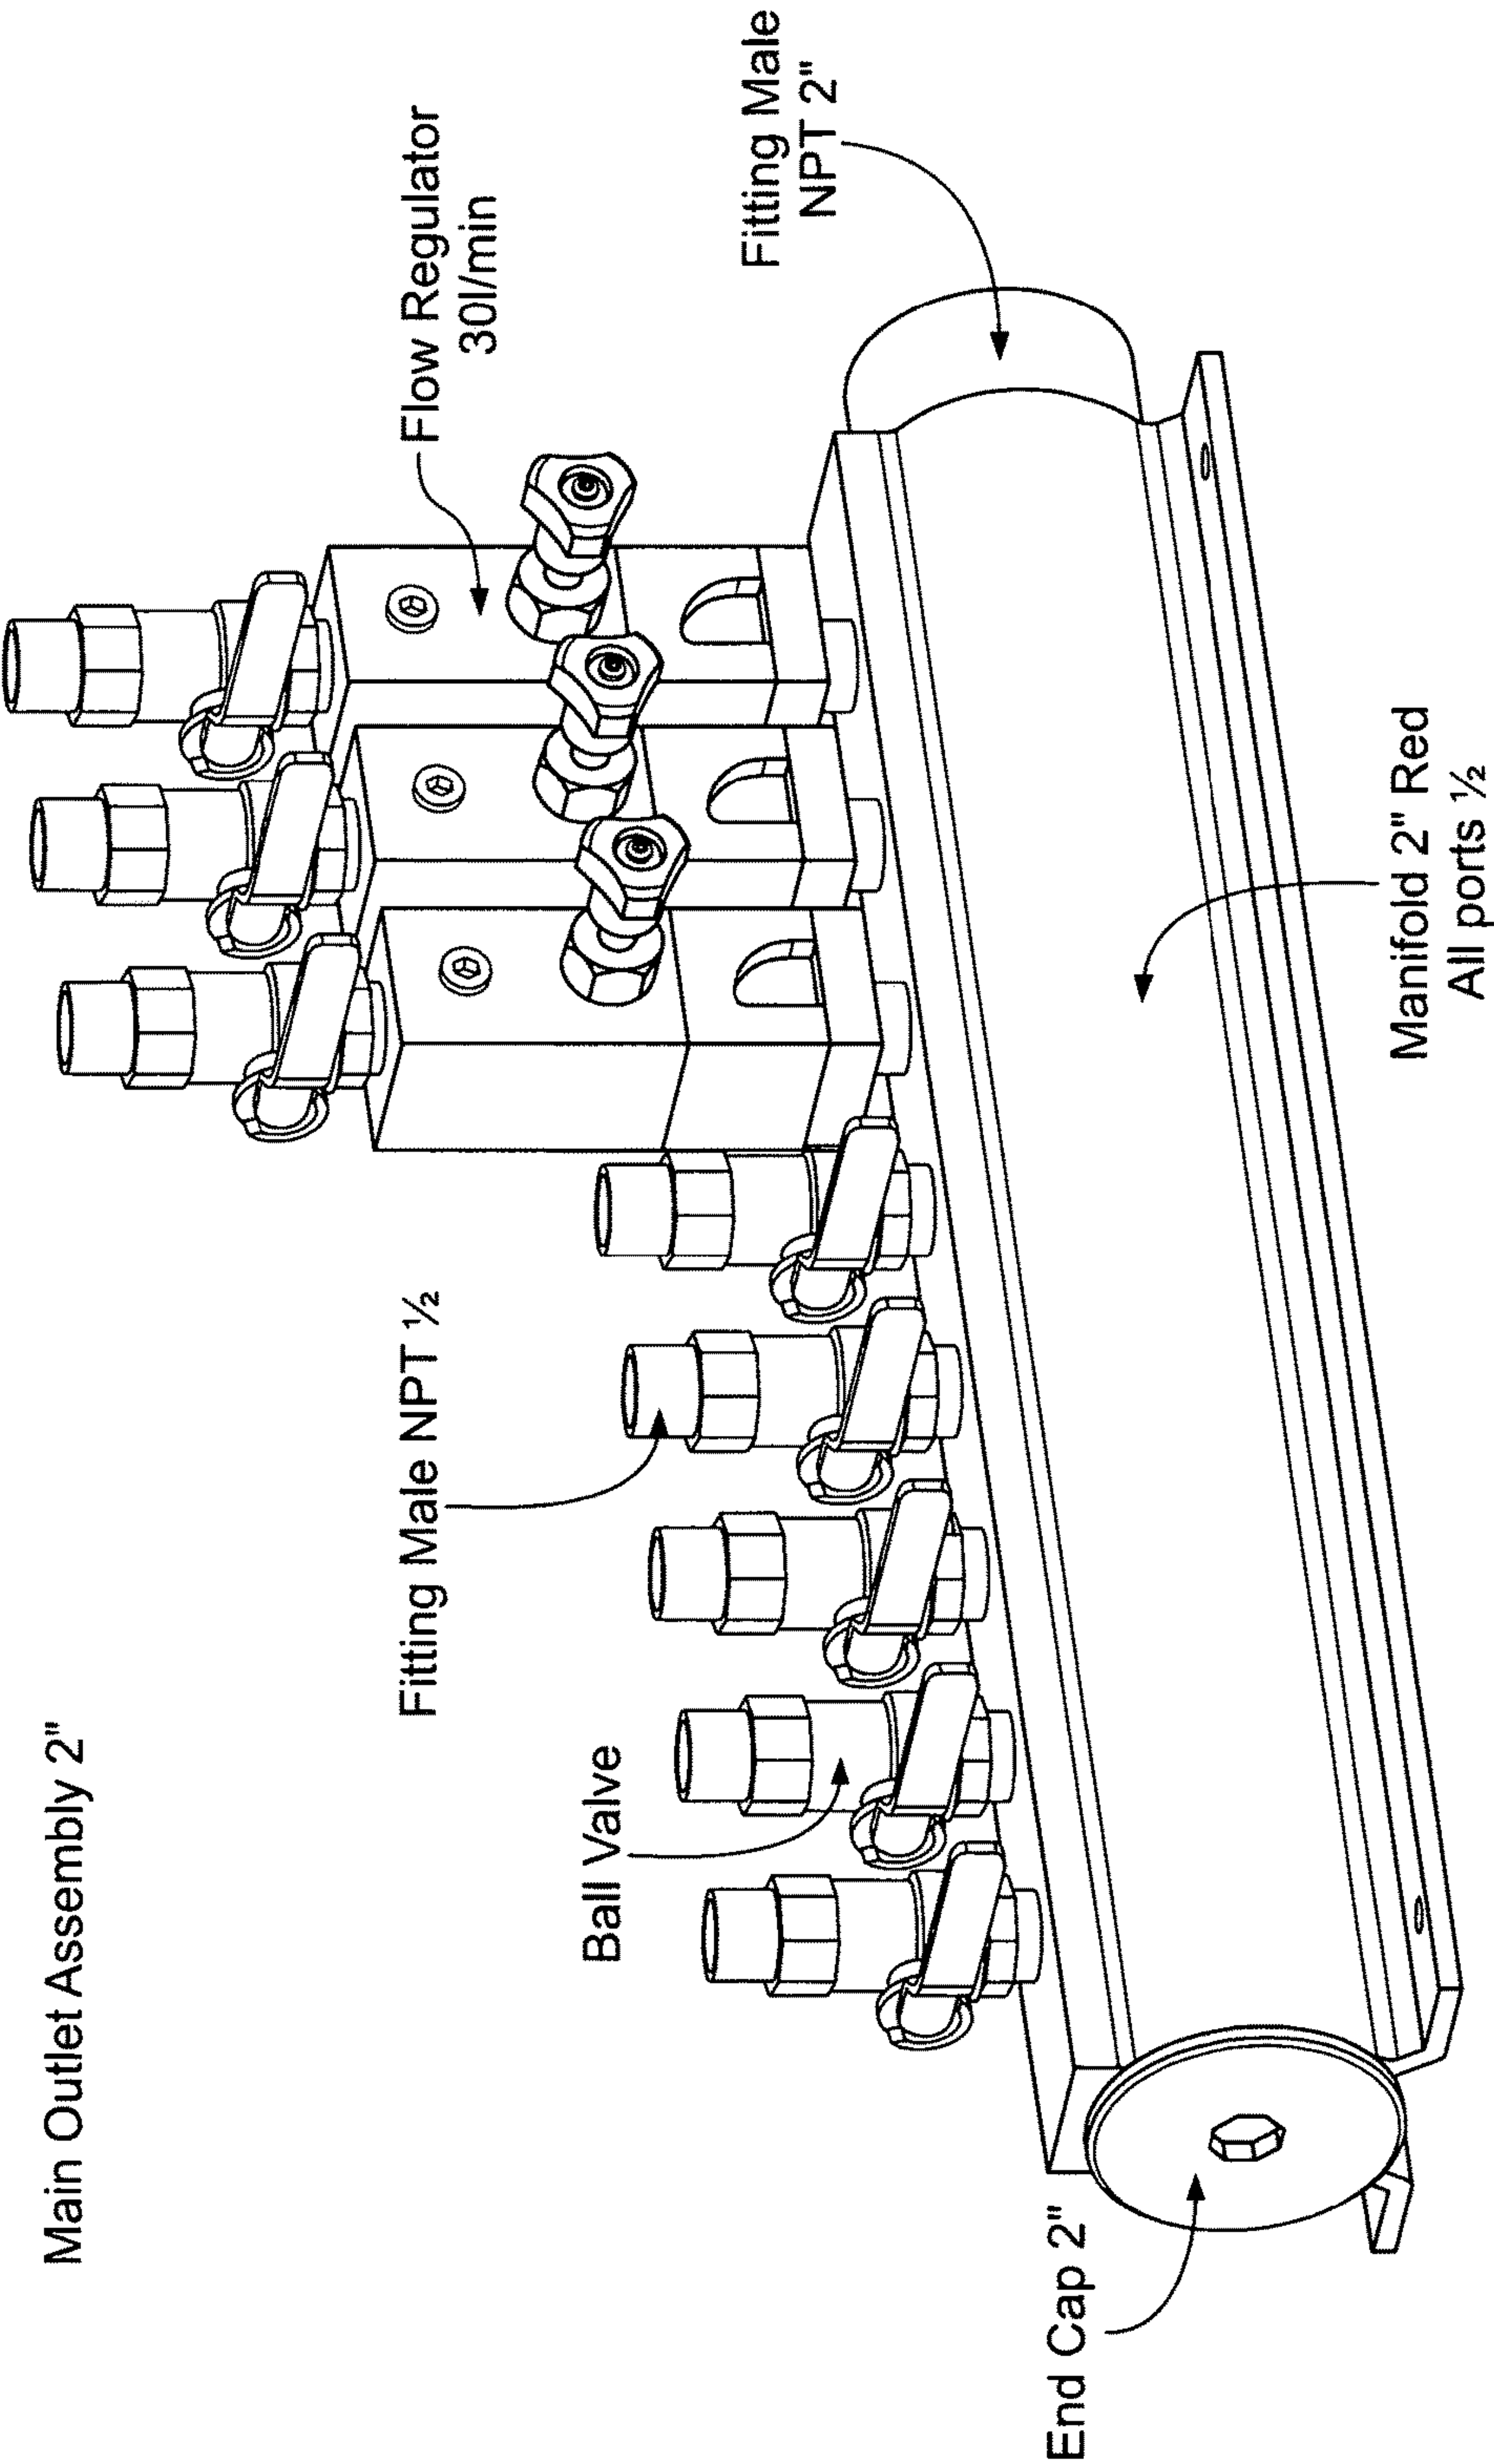 Main Outlet Assembly 2"
Flow Regulator
30l/min
Fitting Male NPT ½
Fitting Male
NPT 2"
Ball Valve
End Cap 2"
Manifold 2" Red
All ports ½